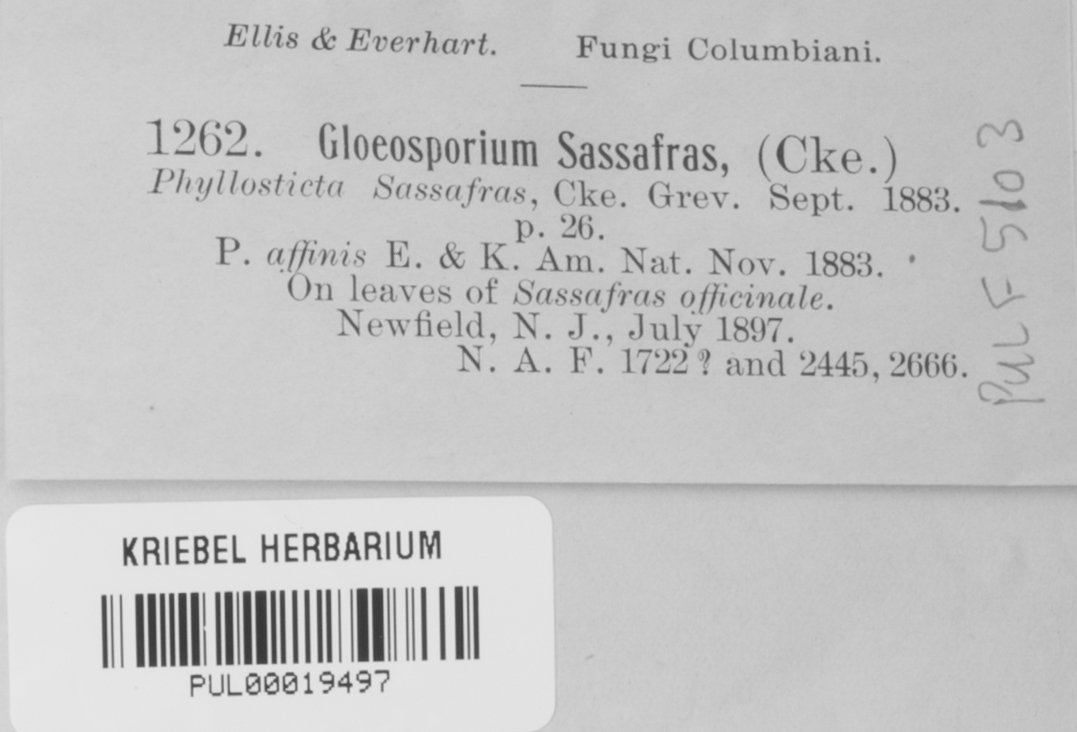 Ellis & Everhart. Fungi Columbiani.
1262. Gloeosporium Sassafras, (Cke.)
Phyllosticta Sassafras, Cke. Grev. Sept. 1883.
p. 26.
P. affinis E. & K. Am. Nat. Nov. 1883.
On leaves of Sassafras officinale.
Newfield, N. J., July 1897.
N. A. F. 1722 ? and 2445, 2666.
PUL F 5103
KRIEBEL HERBARIUM
PUL00019497